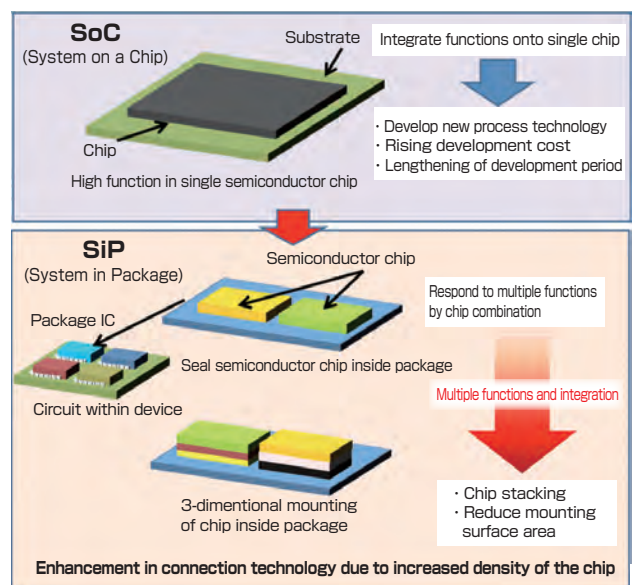 SoC
(System on a Chip)
Substrate
Chip
High function in single semiconductor chip
Integrate functions onto single chip
・Develop new process technology
・Rising development cost
・Lengthening of development period
SiP
(System in Package)
Semiconductor chip
Package IC
Seal semiconductor chip inside package
Circuit within device
3-dimentional mounting
of chip inside package
Respond to multiple functions
by chip combination
Multiple functions and integration
・Chip stacking
・Reduce mounting
surface area
Enhancement in connection technology due to increased density of the chip